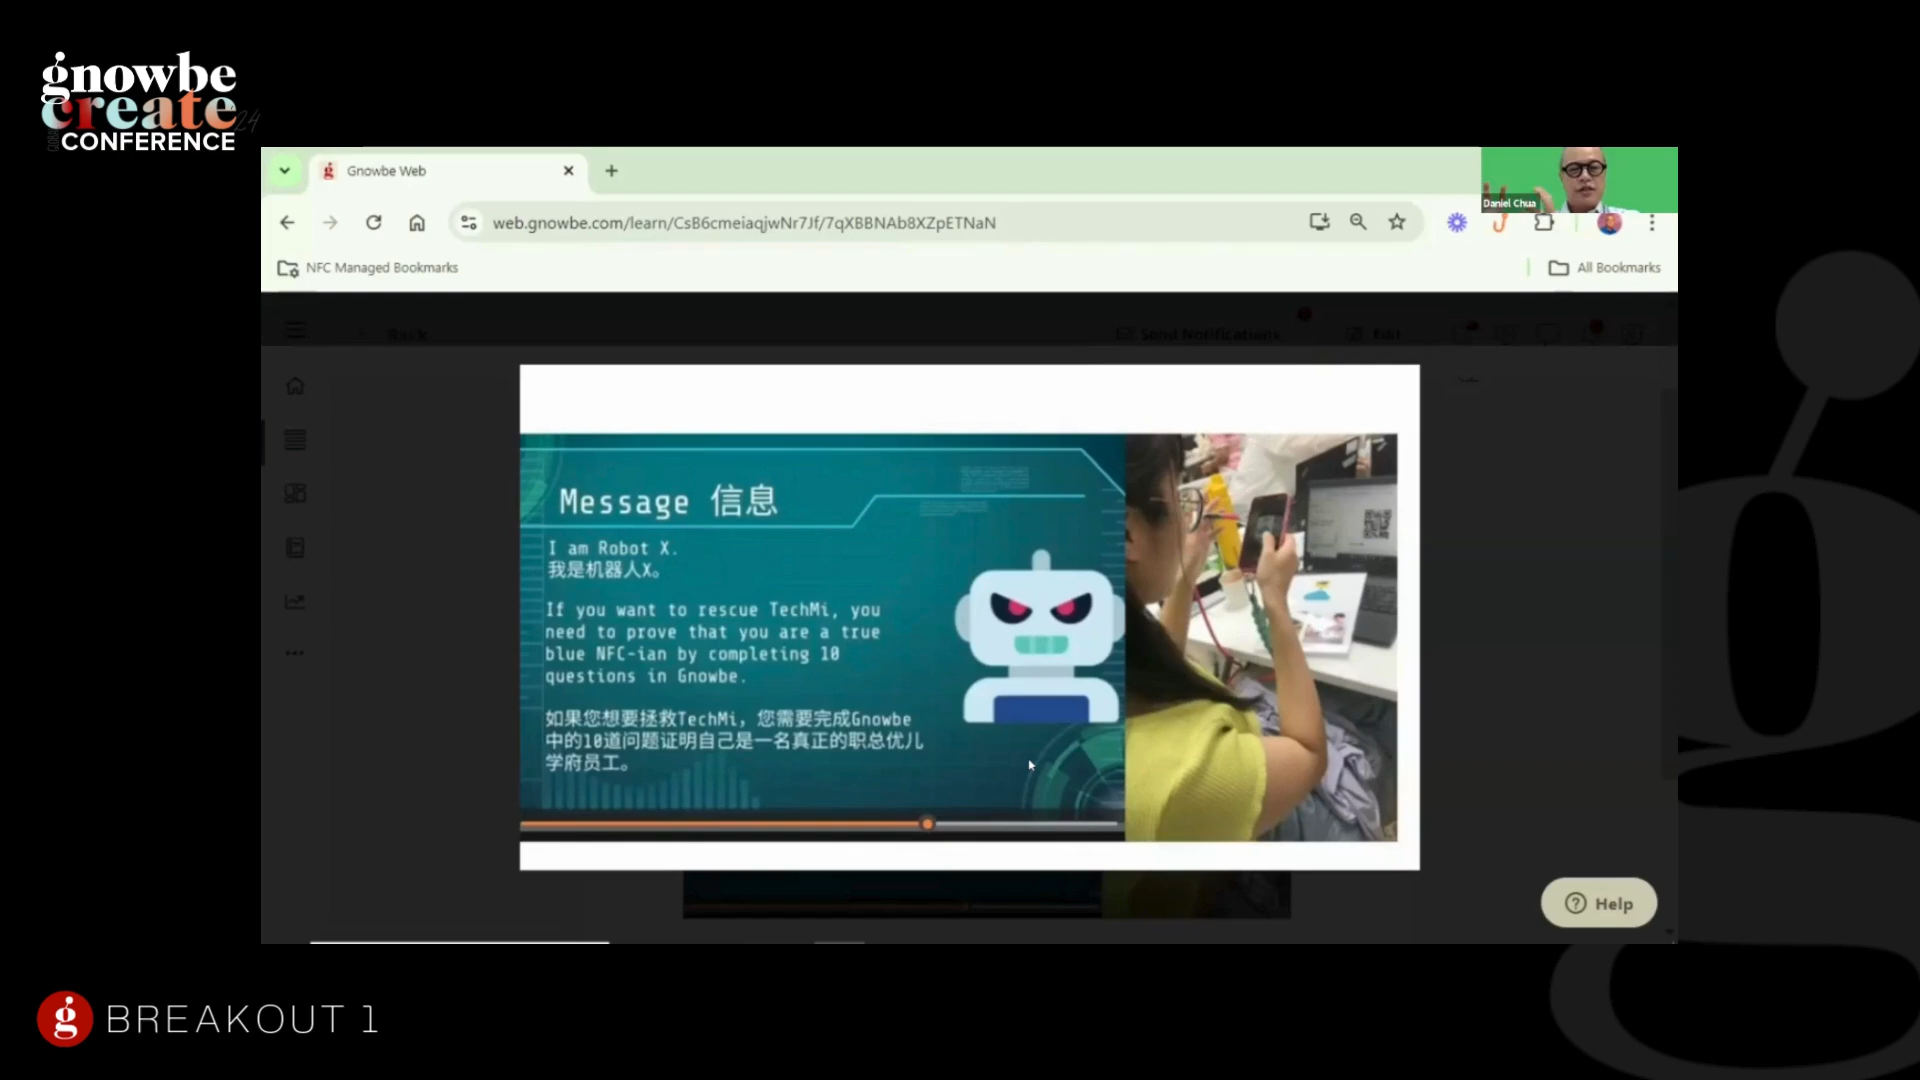 gnowbe
create '24
CONFERENCE
Gnowbe Web
Daniel Chua
web.gnowbe.com/learn/CsB6cmeiaqjwNr7Jf/7qXBBNAb8XZpETNaN
NFC Managed Bookmarks
All Bookmarks
Back
Send Notifications
Edit
Message 信息
I am Robot X.
我是机器人X。
If you want to rescue TechMi, you
need to prove that you are a true
blue NFC-ian by completing 10
questions in Gnowbe.
如果您想要拯救TechMi, 您需要完成Gnowbe
中的10道问题证明自己是一名真正的职总优儿
学府员工。
Help
g BREAKOUT 1